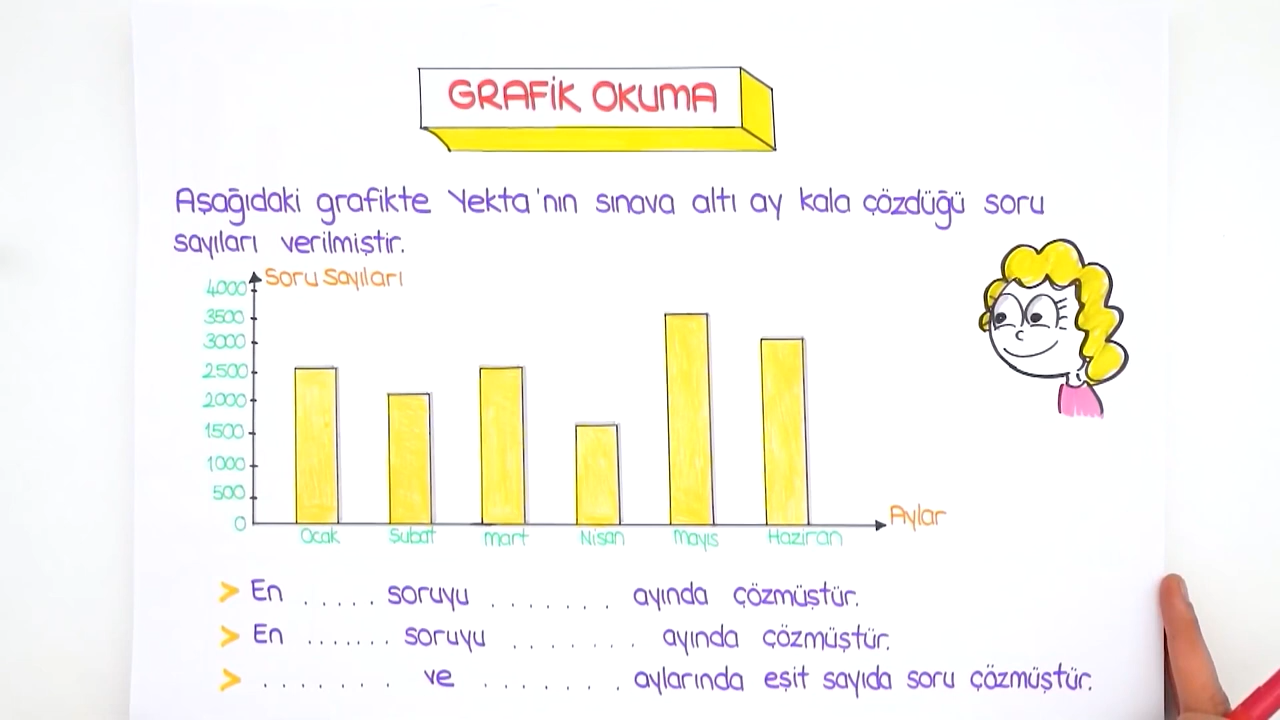 GRAFİK OKUMA
Aşağıdaki grafikte Yekta'nın sınava altı ay kala çözdüğü soru
sayıları verilmiştir.
Soru Sayıları
4000
3500
3000
2500
2000
1500
1000
500
0
Aylar
Ocak Şubat Mart Nisan Mayıs Haziran
> En ..... soruyu ....... ayında çözmüştür.
> En ....... soruyu ....... ayında çözmüştür.
> ....... ve ....... aylarında eşit sayıda soru çözmüştür.